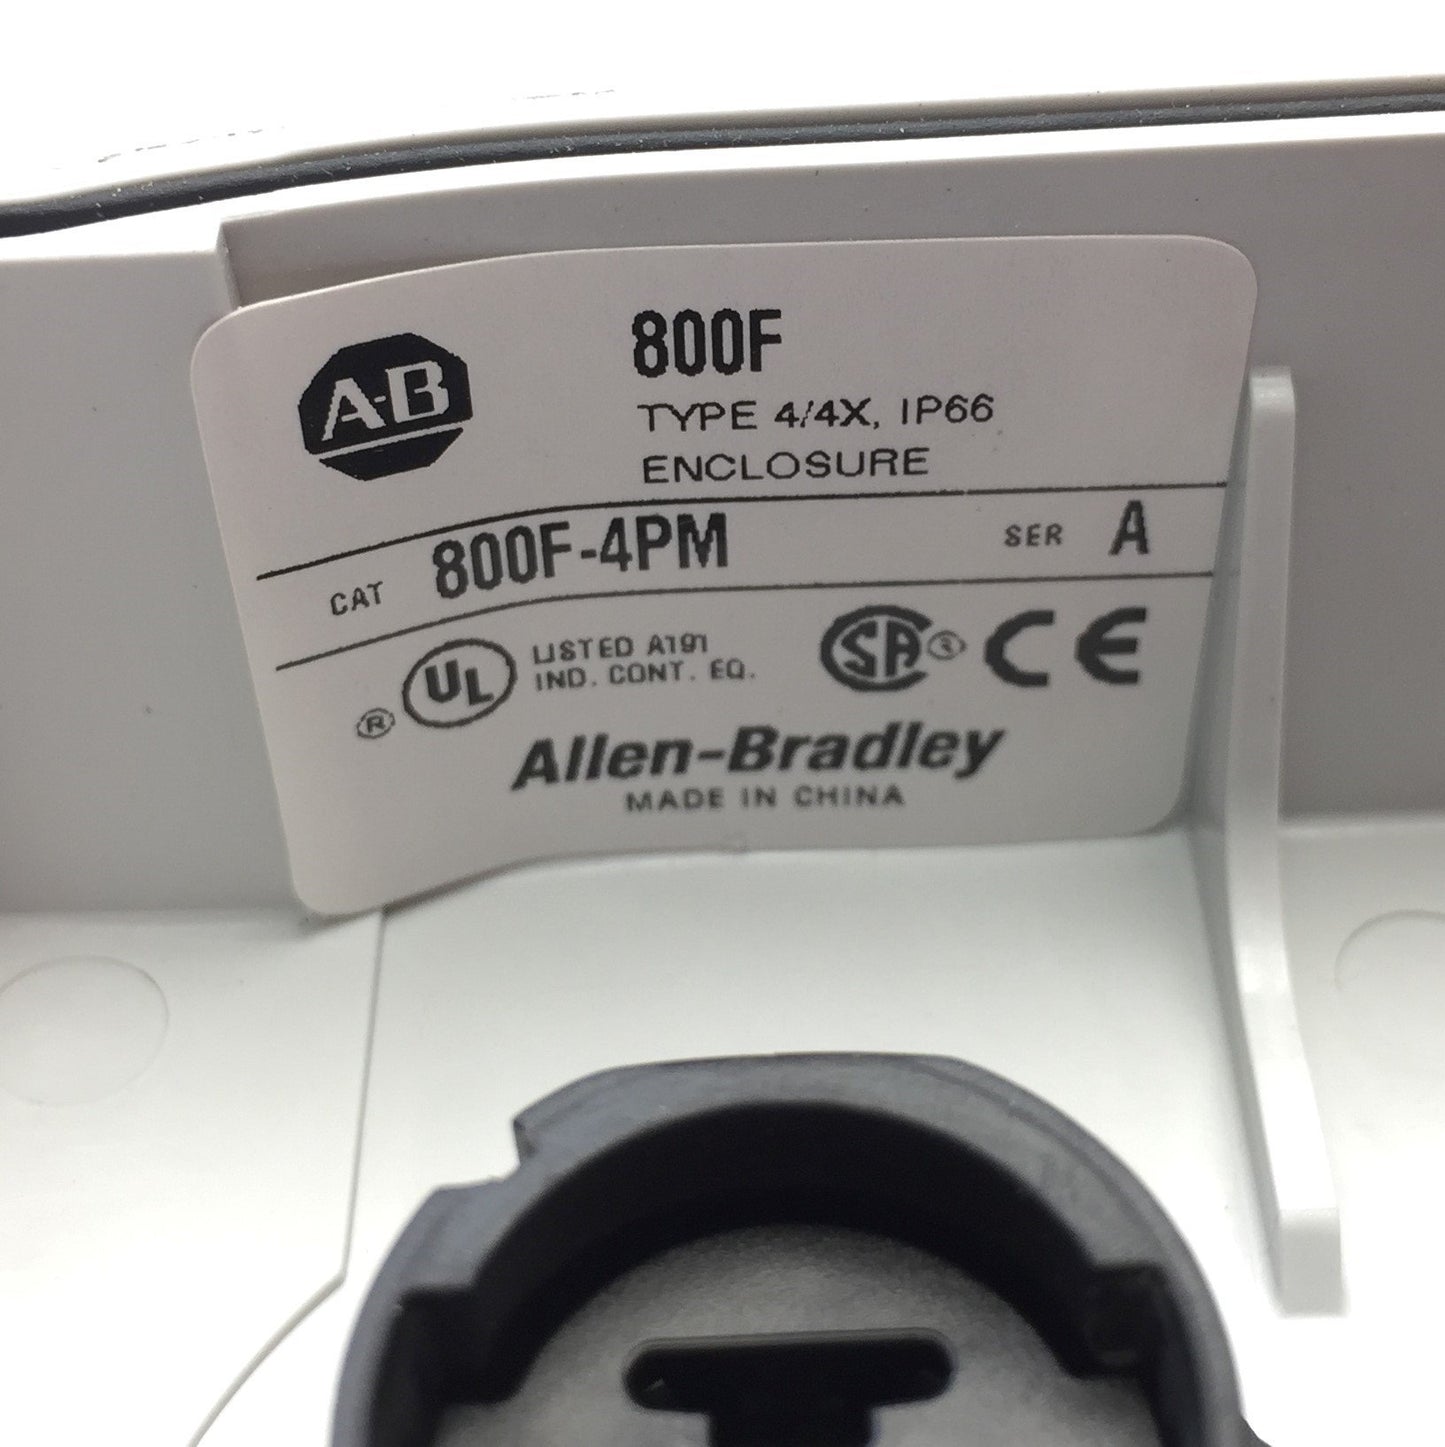 A-B
800F
TYPE 4/4X, IP66
ENCLOSURE
CAT 800F-4PM SER A
® UL LISTED A191
IND. CONT. EQ.
SA ® CE
Allen-Bradley
MADE IN CHINA